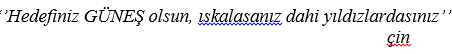 ’’Hedefiniz GÜNEŞ olsun, ıskalasanız dahi yıldızlardasınız’’
çin